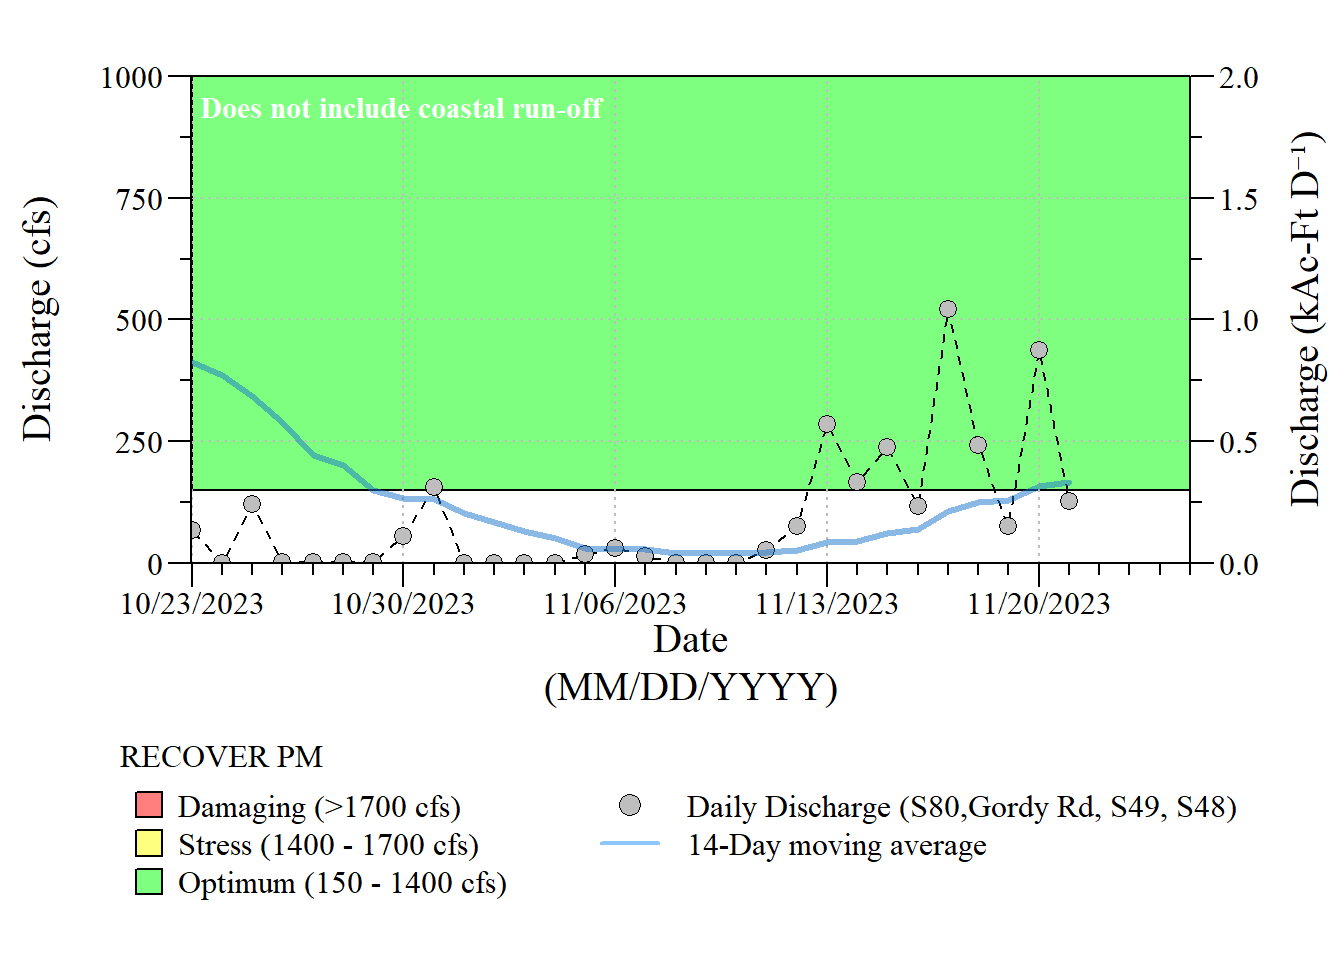 Does not include coastal run-off
Discharge (cfs)
1000
750
500
250
0
2.0
1.5
1.0
0.5
0.0
Discharge (kAc-Ft D⁻¹)
10/23/2023
10/30/2023
11/06/2023
11/13/2023
11/20/2023
Date
(MM/DD/YYYY)
RECOVER PM
Damaging (>1700 cfs)
Stress (1400 - 1700 cfs)
Optimum (150 - 1400 cfs)
Daily Discharge (S80,Gordy Rd, S49, S48)
14-Day moving average